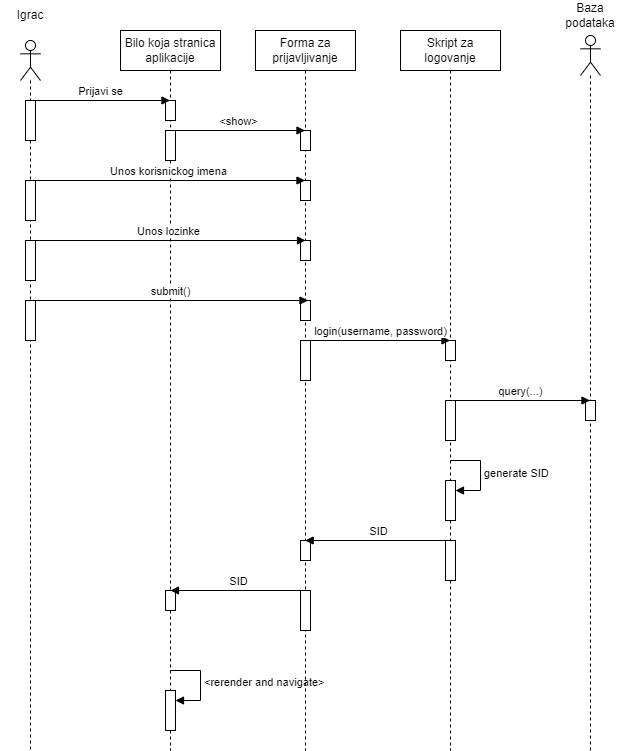 Igrac
Bilo koja stranica
aplikacije
Forma za
prijavljivanje
Skript za
logovanje
Baza
podataka
Prijavi se
<show>
Unos korisnickog imena
Unos lozinke
submit()
login(username, password)
query(...)
generate SID
SID
SID
<rerender and navigate>